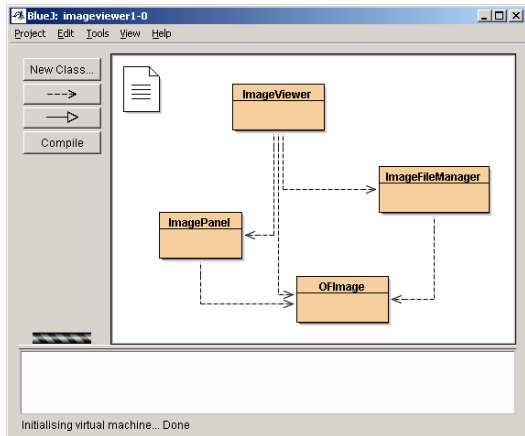 BlueJ: imageviewer1-0
Project Edit Tools View Help
New Class...
Compile
ImageViewer
ImageFileManager
ImagePanel
OFImage
Initialising virtual machine... Done